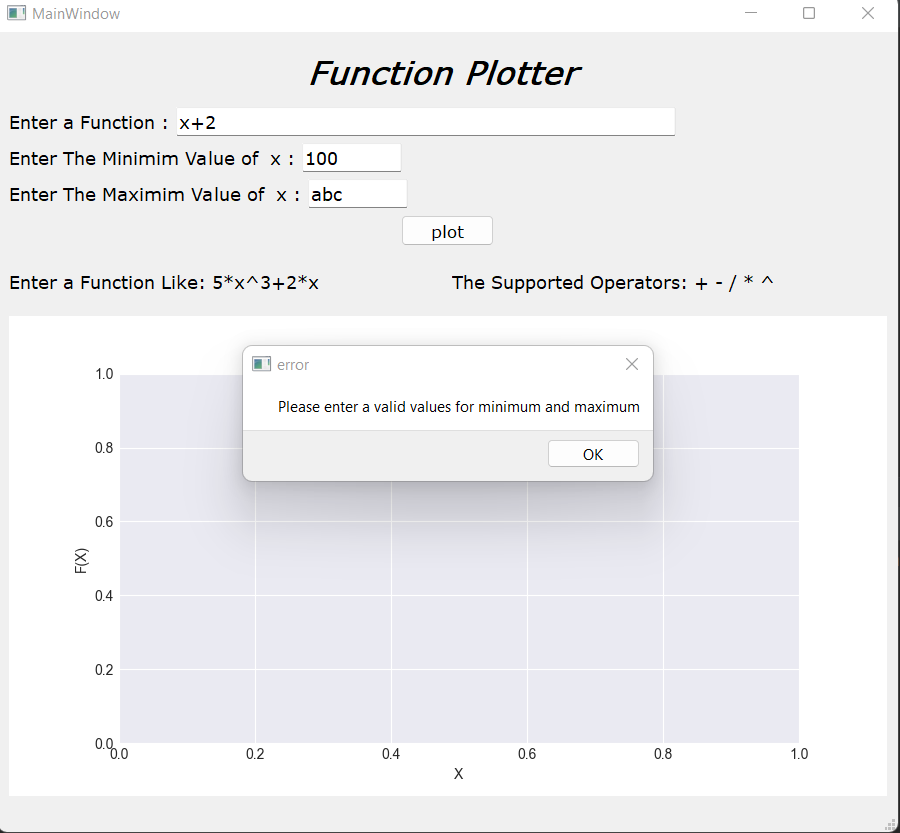 MainWindow
Function Plotter
Enter a Function : x+2
Enter The Minimim Value of x : 100
Enter The Maximim Value of x : abc
plot
Enter a Function Like: 5*x^3+2*x The Supported Operators: + - / * ^
error
Please enter a valid values for minimum and maximum
OK
1.0
0.8
0.6
0.4
0.2
0.0
F(X)
0.0 0.2 0.4 0.6 0.8 1.0
X